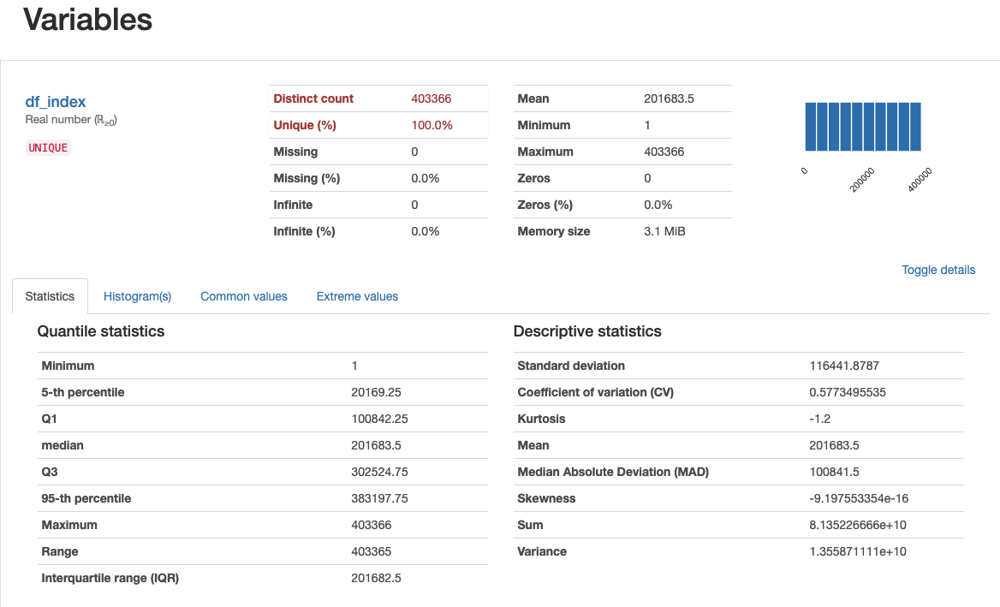 Variables
df_index
Real number (ℝ≥0)
UNIQUE
Distinct count 403366
Unique (%) 100.0%
Missing 0
Missing (%) 0.0%
Infinite 0
Infinite (%) 0.0%
Mean 201683.5
Minimum 1
Maximum 403366
Zeros 0
Zeros (%) 0.0%
Memory size 3.1 MiB
0 200000 400000
Toggle details
Statistics Histogram(s) Common values Extreme values
Quantile statistics
Minimum 1
5-th percentile 20169.25
Q1 100842.25
median 201683.5
Q3 302524.75
95-th percentile 383197.75
Maximum 403366
Range 403365
Interquartile range (IQR) 201682.5
Descriptive statistics
Standard deviation 116441.8787
Coefficient of variation (CV) 0.5773495535
Kurtosis -1.2
Mean 201683.5
Median Absolute Deviation (MAD) 100841.5
Skewness -9.197553354e-16
Sum 8.135226666e+10
Variance 1.355871111e+10